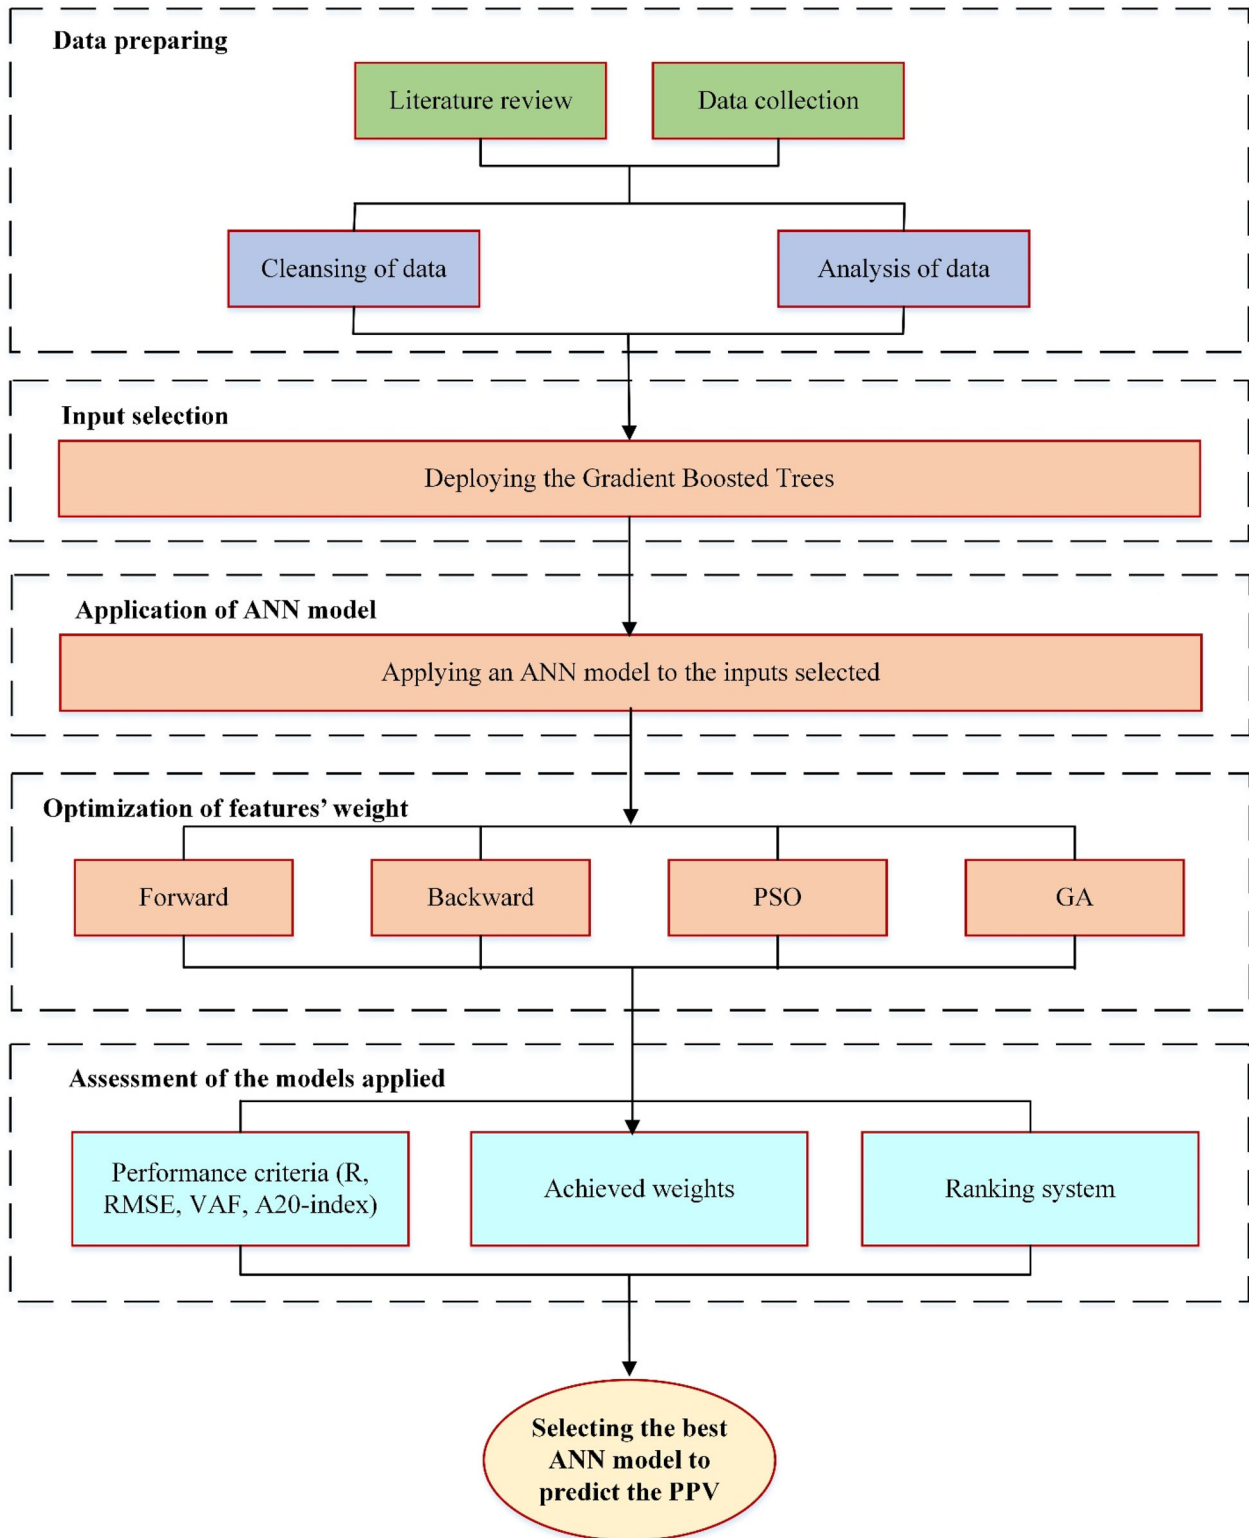 Data preparing
Literature review
Data collection
Cleansing of data
Analysis of data
Input selection
Deploying the Gradient Boosted Trees
Application of ANN model
Applying an ANN model to the inputs selected
Optimization of features’ weight
Forward
Backward
PSO
GA
Assessment of the models applied
Performance criteria (R,
RMSE, VAF, A20-index)
Achieved weights
Ranking system
Selecting the best
ANN model to
predict the PPV